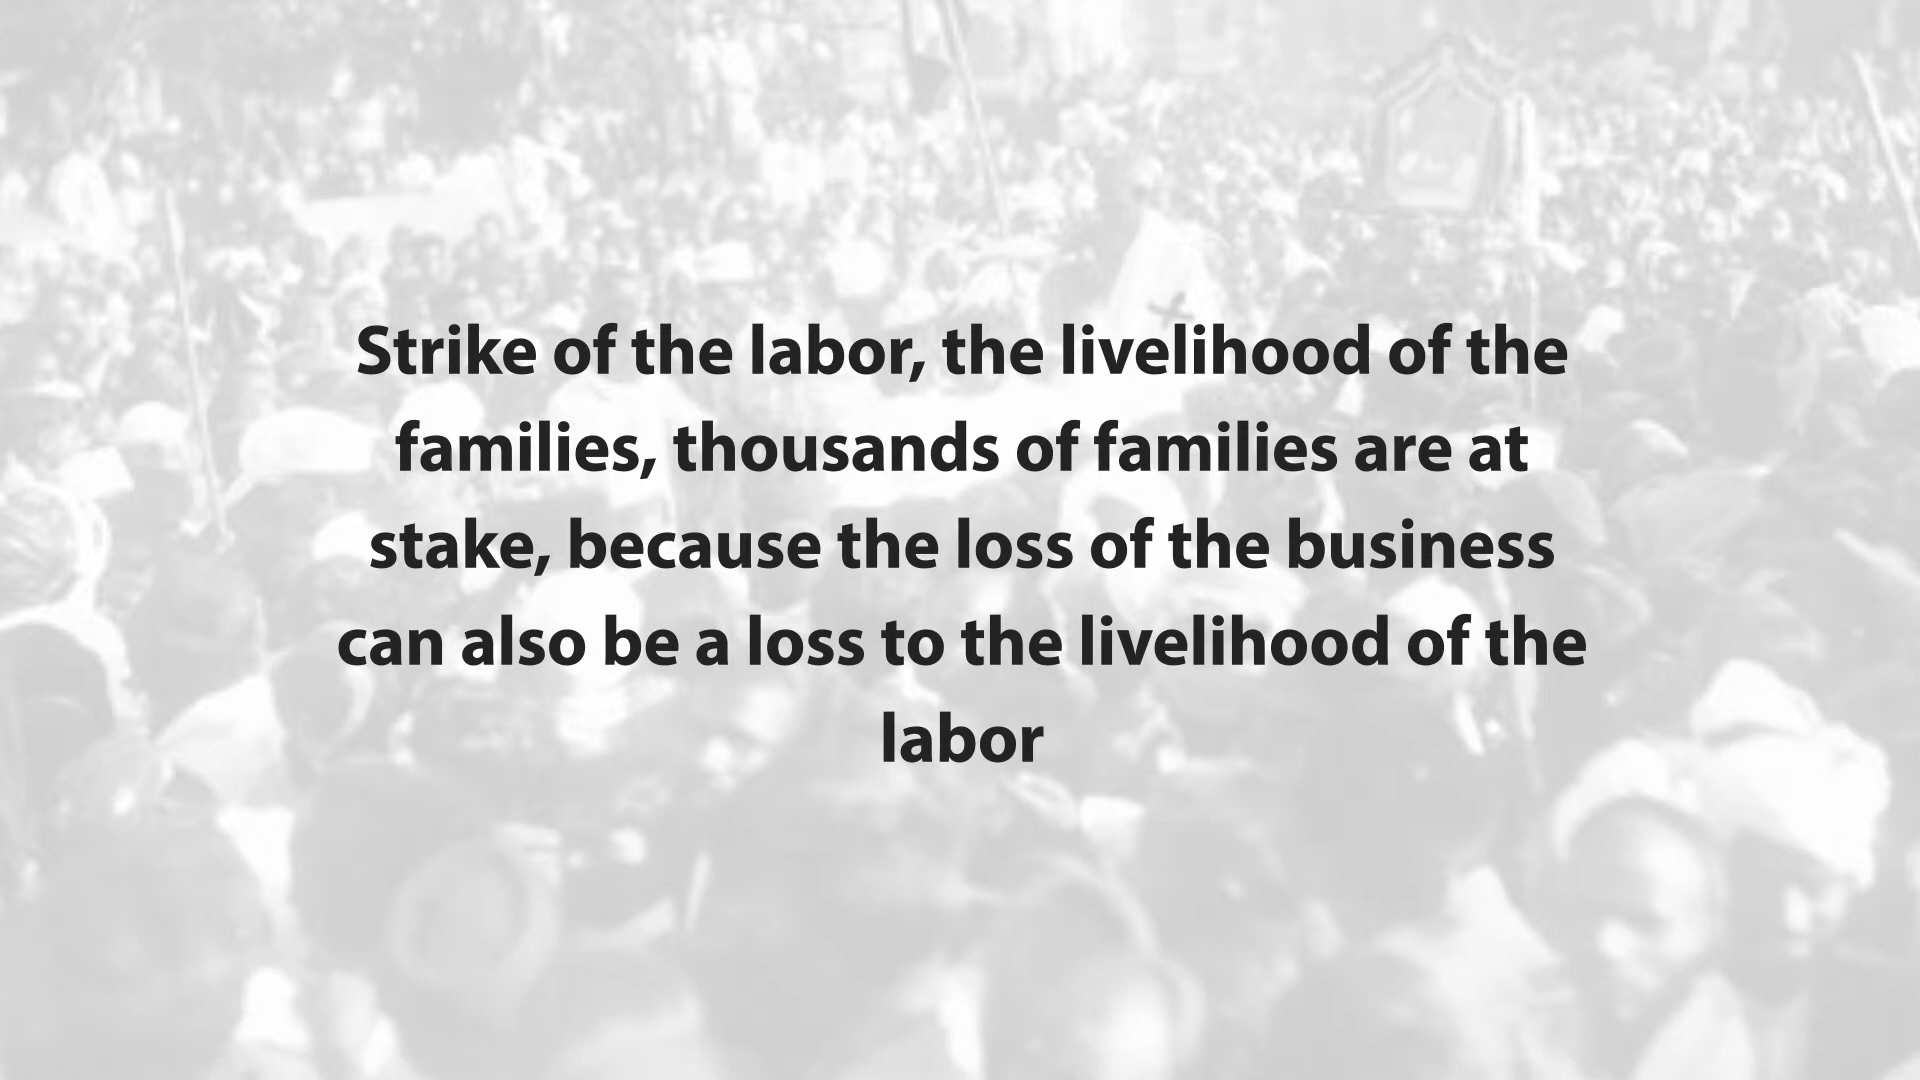 Strike of the labor, the livelihood of the
families, thousands of families are at
stake, because the loss of the business
can also be a loss to the livelihood of the
labor